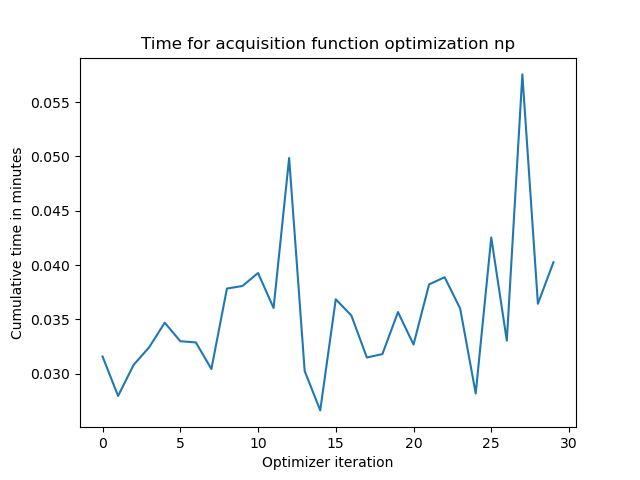 Time for acquisition function optimization np
Cumulative time in minutes
0.055
0.050
0.045
0.040
0.035
0.030
0 5 10 15 20 25 30
Optimizer iteration